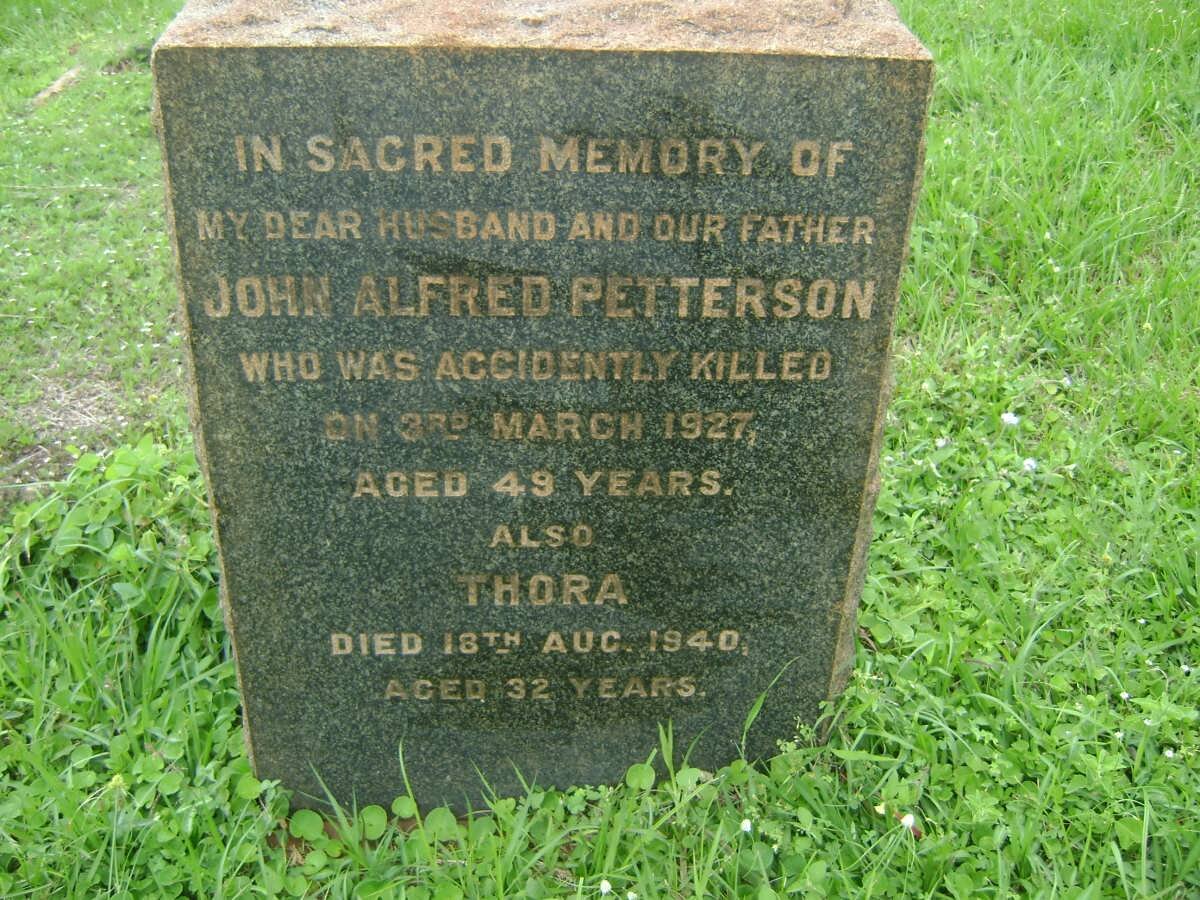 IN SACRED MEMORY OF
MY DEAR HUSBAND AND OUR FATHER
JOHN ALFRED PETTERSON
WHO WAS ACCIDENTLY KILLED
ON 3RD MARCH 1927,
AGED 49 YEARS.
ALSO
THORA
DIED 18TH AUG. 1940,
AGED 32 YEARS.